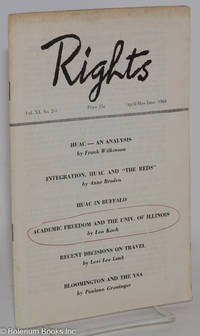 Rights
Vol. XI, No. 2-3
Price 25c
April-May-June 1964
HUAC — AN ANALYSIS
by Frank Wilkinson
INTEGRATION, HUAC AND "THE REDS"
by Anne Braden
HUAC IN BUFFALO
ACADEMIC FREEDOM AND THE UNIV. OF ILLINOIS
by Leo Koch
RECENT DECISIONS ON TRAVEL
by Levi Lee Laub
BLOOMINGTON AND THE YSA
by Paulann Groninger
© Bolerium Books Inc.